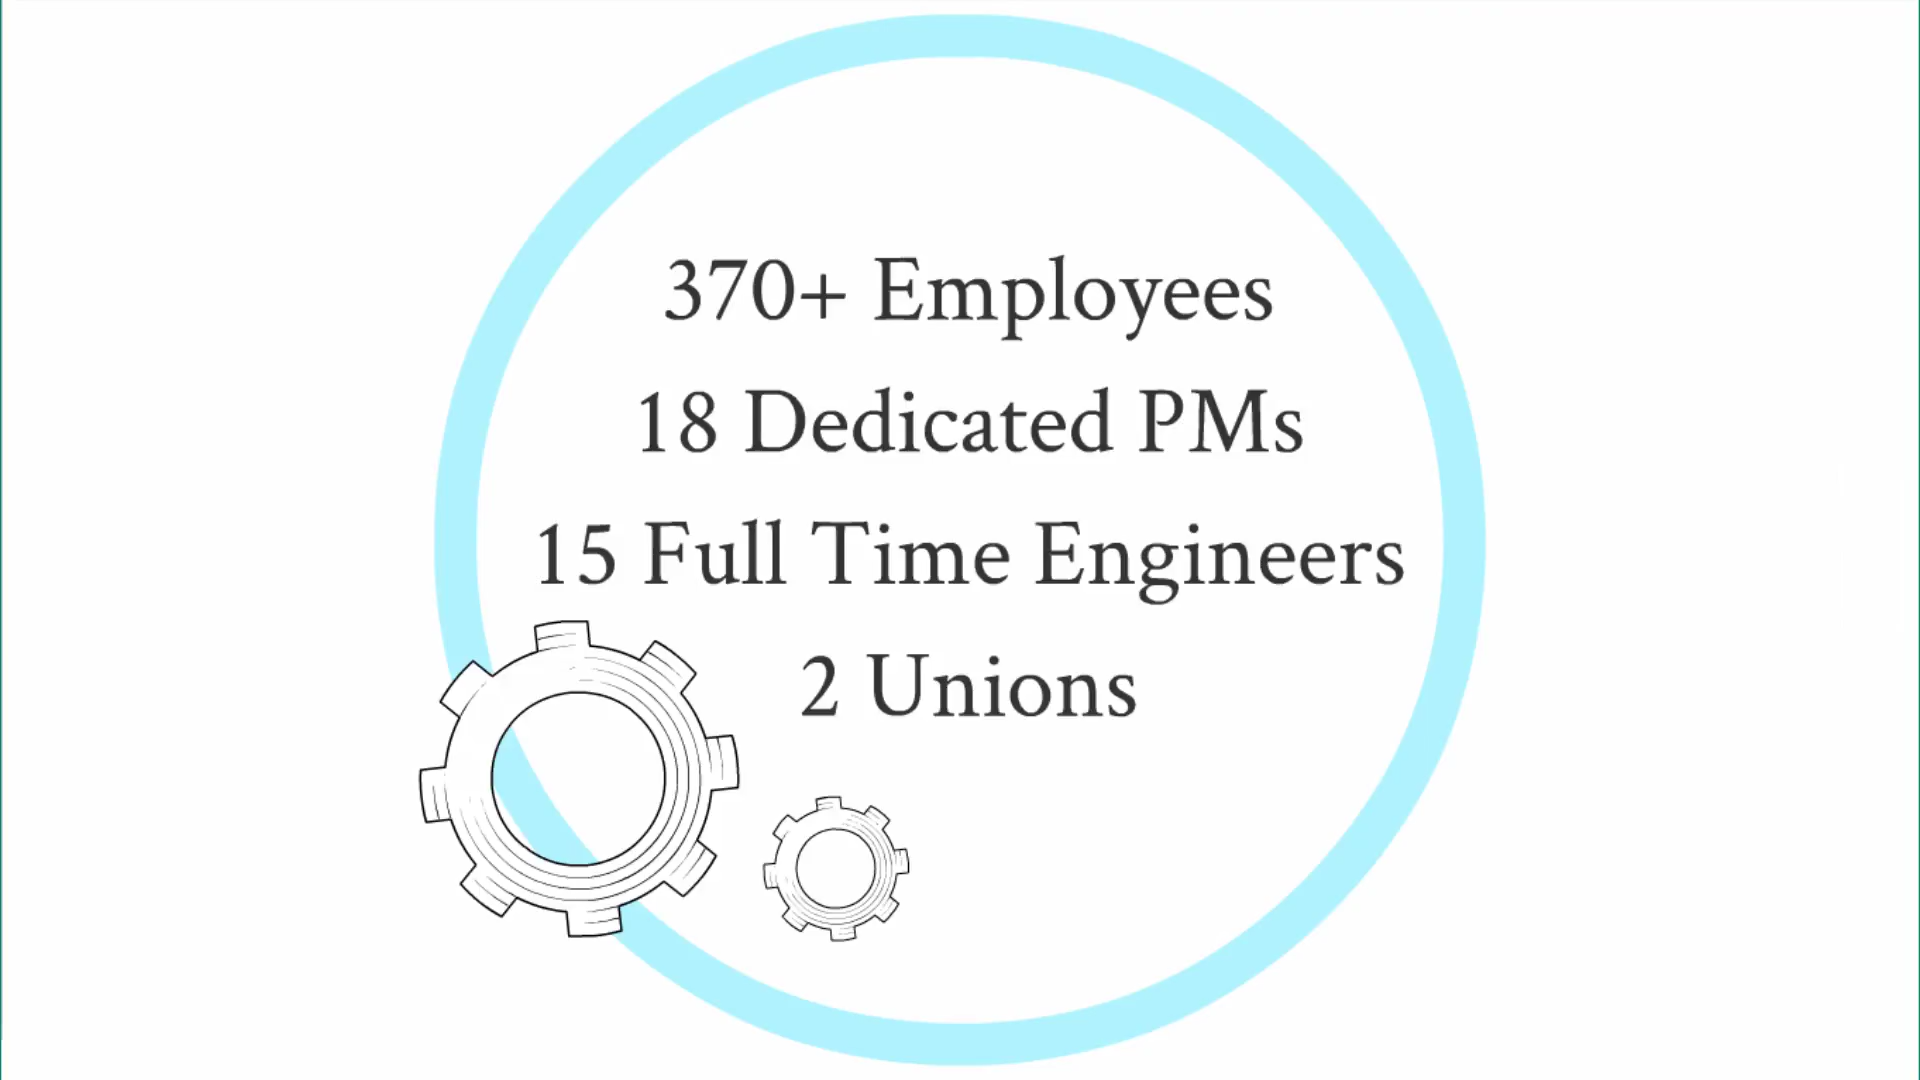 370+ Employees
18 Dedicated PMs
15 Full Time Engineers
2 Unions